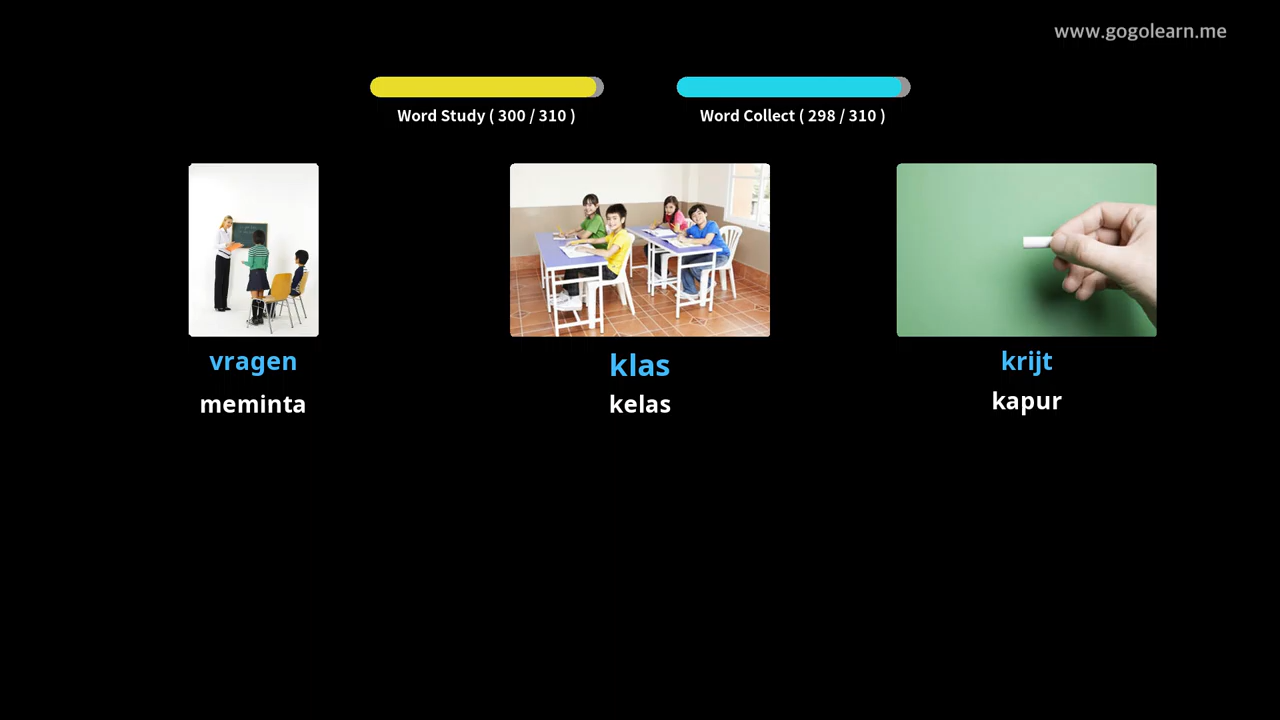 www.gogolearn.me
Word Study ( 300 / 310 )
Word Collect ( 298 / 310 )
vragen
klas
krijt
meminta
kelas
kapur